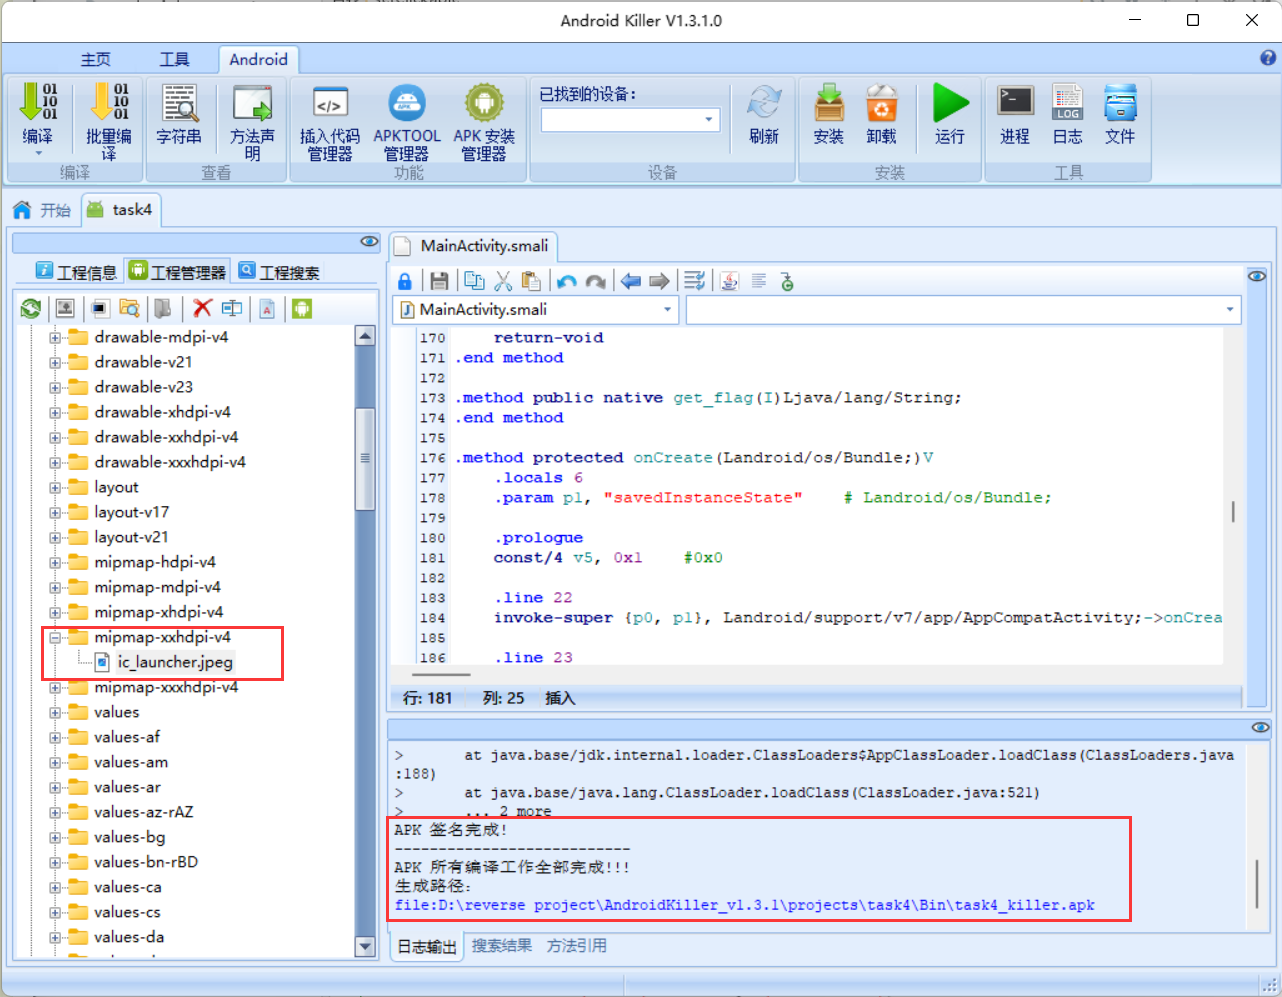 Android Killer V1.3.1.0
主页 工具 Android
编译 批量编译 字符串 方法声明 插入代码管理器 APKTOOL管理器 APK 安装管理器 已找到的设备: 刷新 安装 卸载 运行 进程 日志 文件
编译 查看 功能 设备 安装 工具
开始 task4
工程信息 工程管理器 工程搜索
drawable-mdpi-v4
drawable-v21
drawable-v23
drawable-xhdpi-v4
drawable-xxhdpi-v4
drawable-xxxhdpi-v4
layout
layout-v17
layout-v21
mipmap-hdpi-v4
mipmap-mdpi-v4
mipmap-xhdpi-v4
mipmap-xxhdpi-v4
ic_launcher.jpeg
mipmap-xxxhdpi-v4
values
values-af
values-am
values-ar
values-az-rAZ
values-bg
values-bn-rBD
values-ca
values-cs
values-da
MainActivity.smali
MainActivity.smali
170 return-void
171 .end method
172
173 .method public native get_flag(I)Ljava/lang/String;
174 .end method
175
176 .method protected onCreate(Landroid/os/Bundle;)V
177 .locals 6
178 .param p1, "savedInstanceState" # Landroid/os/Bundle;
179
180 .prologue
181 const/4 v5, 0x1 #0x0
182
183 .line 22
184 invoke-super {p0, p1}, Landroid/support/v7/app/AppCompatActivity;->onCrea
185
186 .line 23
行: 181 列: 25 插入
> at java.base/jdk.internal.loader.ClassLoaders$AppClassLoader.loadClass(ClassLoaders.java
:188)
> at java.base/java.lang.ClassLoader.loadClass(ClassLoader.java:521)
> ... 2 more
APK 签名完成!
---------------------------
APK 所有编译工作全部完成!!!
生成路径:
file:D:\reverse project\AndroidKiller_v1.3.1\projects\task4\Bin\task4_killer.apk
日志输出 搜索结果 方法引用